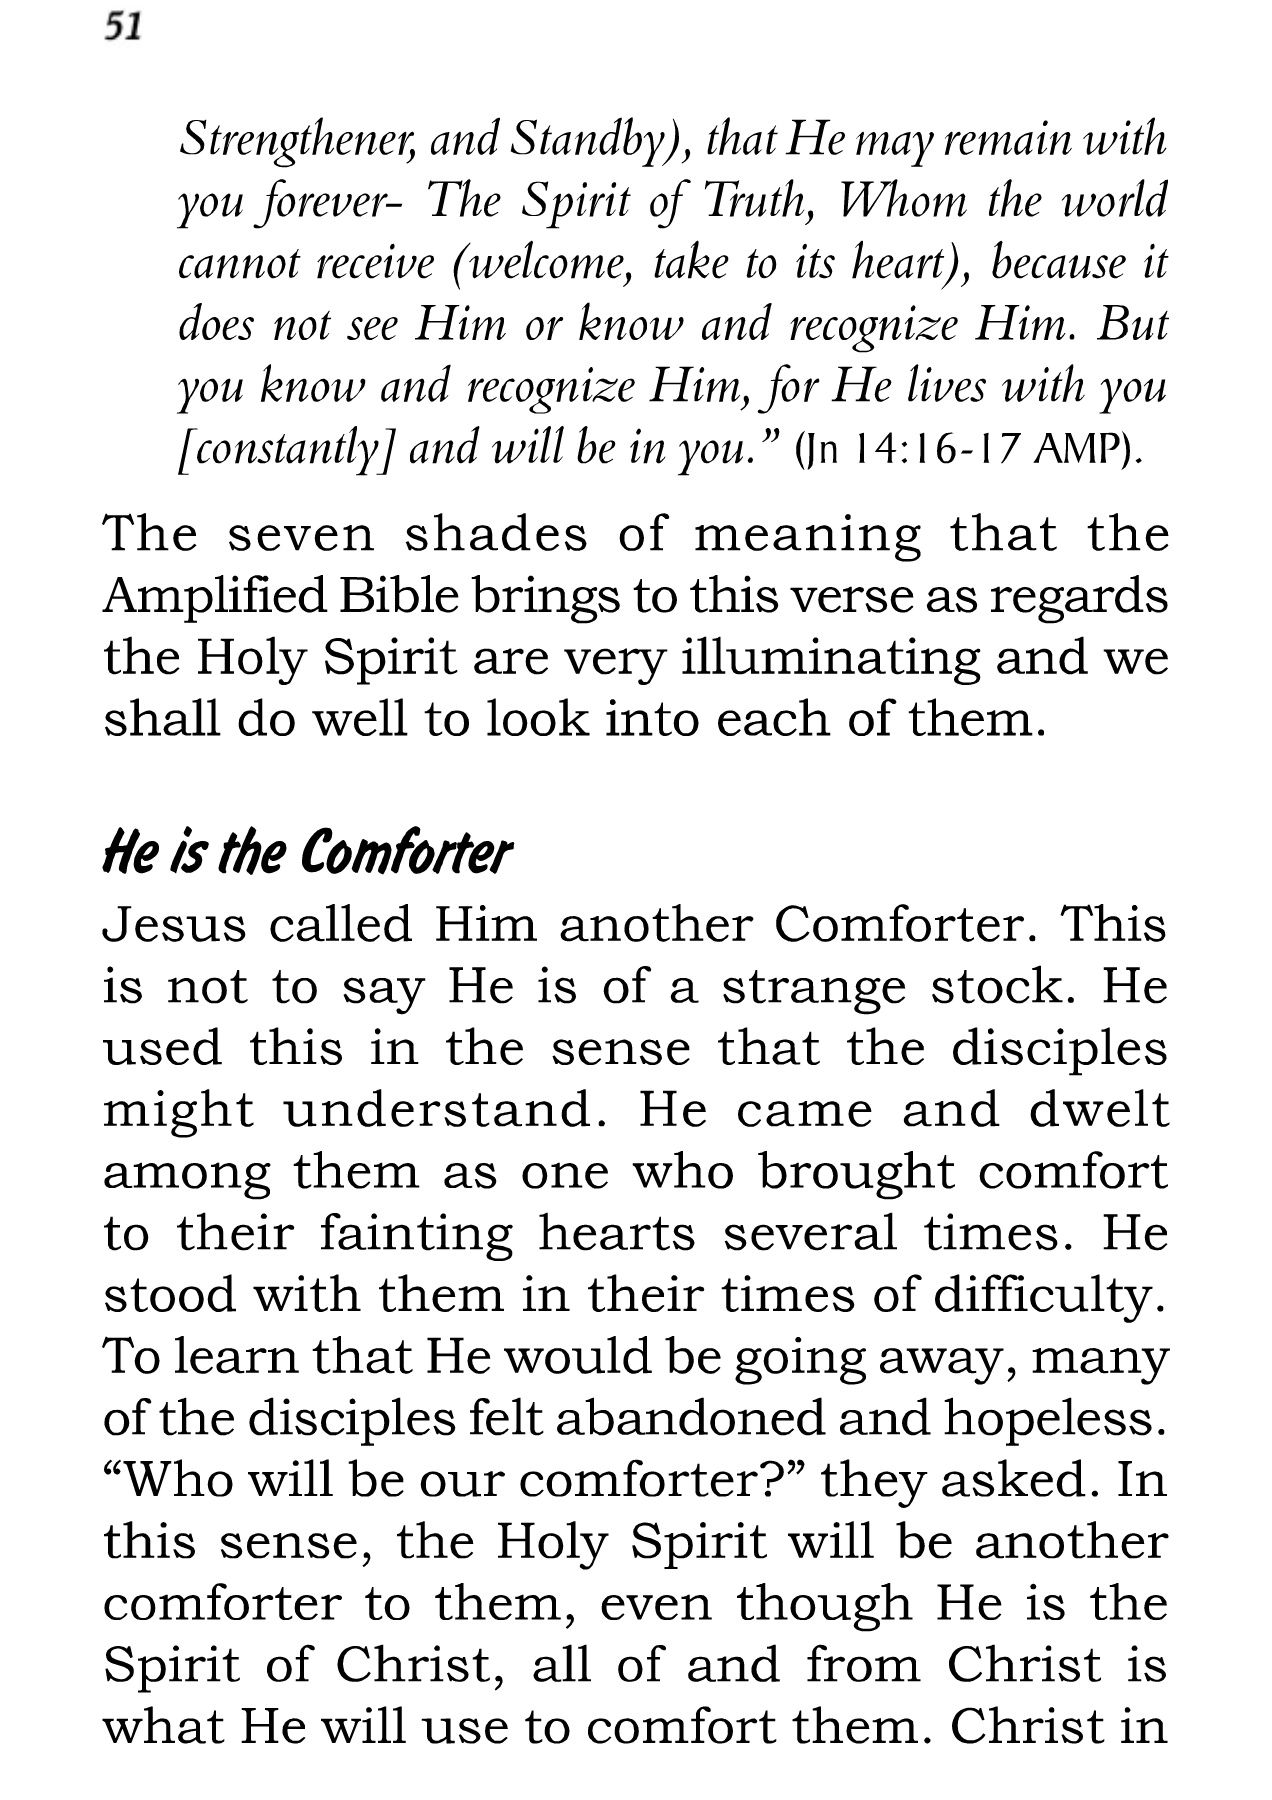 51
Strengthener, and Standby), that He may remain with
you forever- The Spirit of Truth, Whom the world
cannot receive (welcome, take to its heart), because it
does not see Him or know and recognize Him. But
you know and recognize Him, for He lives with you
[constantly] and will be in you.” (Jn 14:16-17 AMP).
The seven shades of meaning that the
Amplified Bible brings to this verse as regards
the Holy Spirit are very illuminating and we
shall do well to look into each of them.
He is the Comforter
Jesus called Him another Comforter. This
is not to say He is of a strange stock. He
used this in the sense that the disciples
might understand. He came and dwelt
among them as one who brought comfort
to their fainting hearts several times. He
stood with them in their times of difficulty.
To learn that He would be going away, many
of the disciples felt abandoned and hopeless.
“Who will be our comforter?” they asked. In
this sense, the Holy Spirit will be another
comforter to them, even though He is the
Spirit of Christ, all of and from Christ is
what He will use to comfort them. Christ in